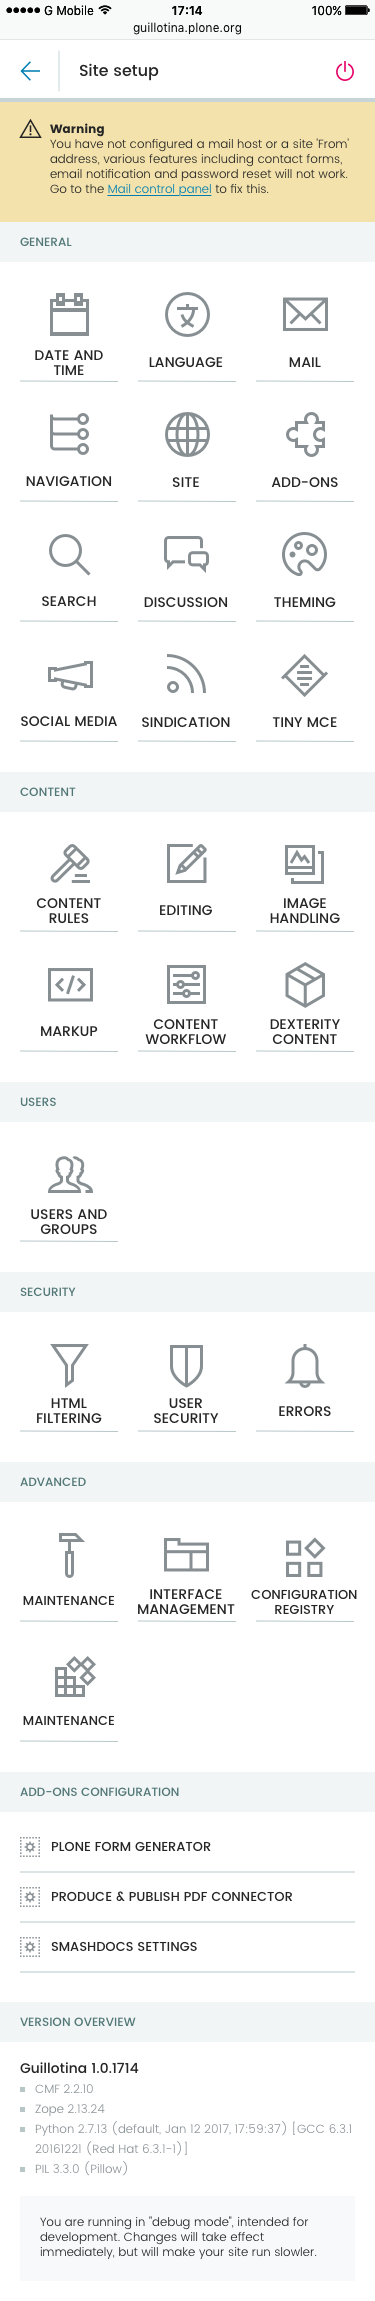 G Mobile 17:14 100%
guillotina.plone.org
Site setup
Warning
You have not configured a mail host or a site 'From'
address, various features including contact forms,
email notification and password reset will not work.
Go to the Mail control panel to fix this.
GENERAL
DATE AND
TIME
LANGUAGE
MAIL
NAVIGATION
SITE
ADD-ONS
SEARCH
DISCUSSION
THEMING
SOCIAL MEDIA
SINDICATION
TINY MCE
CONTENT
CONTENT
RULES
EDITING
IMAGE
HANDLING
MARKUP
CONTENT
WORKFLOW
DEXTERITY
CONTENT
USERS
USERS AND
GROUPS
SECURITY
HTML
FILTERING
USER
SECURITY
ERRORS
ADVANCED
MAINTENANCE
INTERFACE
MANAGEMENT
CONFIGURATION
REGISTRY
MAINTENANCE
ADD-ONS CONFIGURATION
PLONE FORM GENERATOR
PRODUCE & PUBLISH PDF CONNECTOR
SMASHDOCS SETTINGS
VERSION OVERVIEW
Guillotina 1.0.1714
CMF 2.2.10
Zope 2.13.24
Python 2.7.13 (default, Jan 12 2017, 17:59:37) [GCC 6.3.1
20161221 (Red Hat 6.3.1-1)]
PIL 3.3.0 (Pillow)
You are running in "debug mode", intended for
development. Changes will take effect
immediately, but will make your site run slowler.